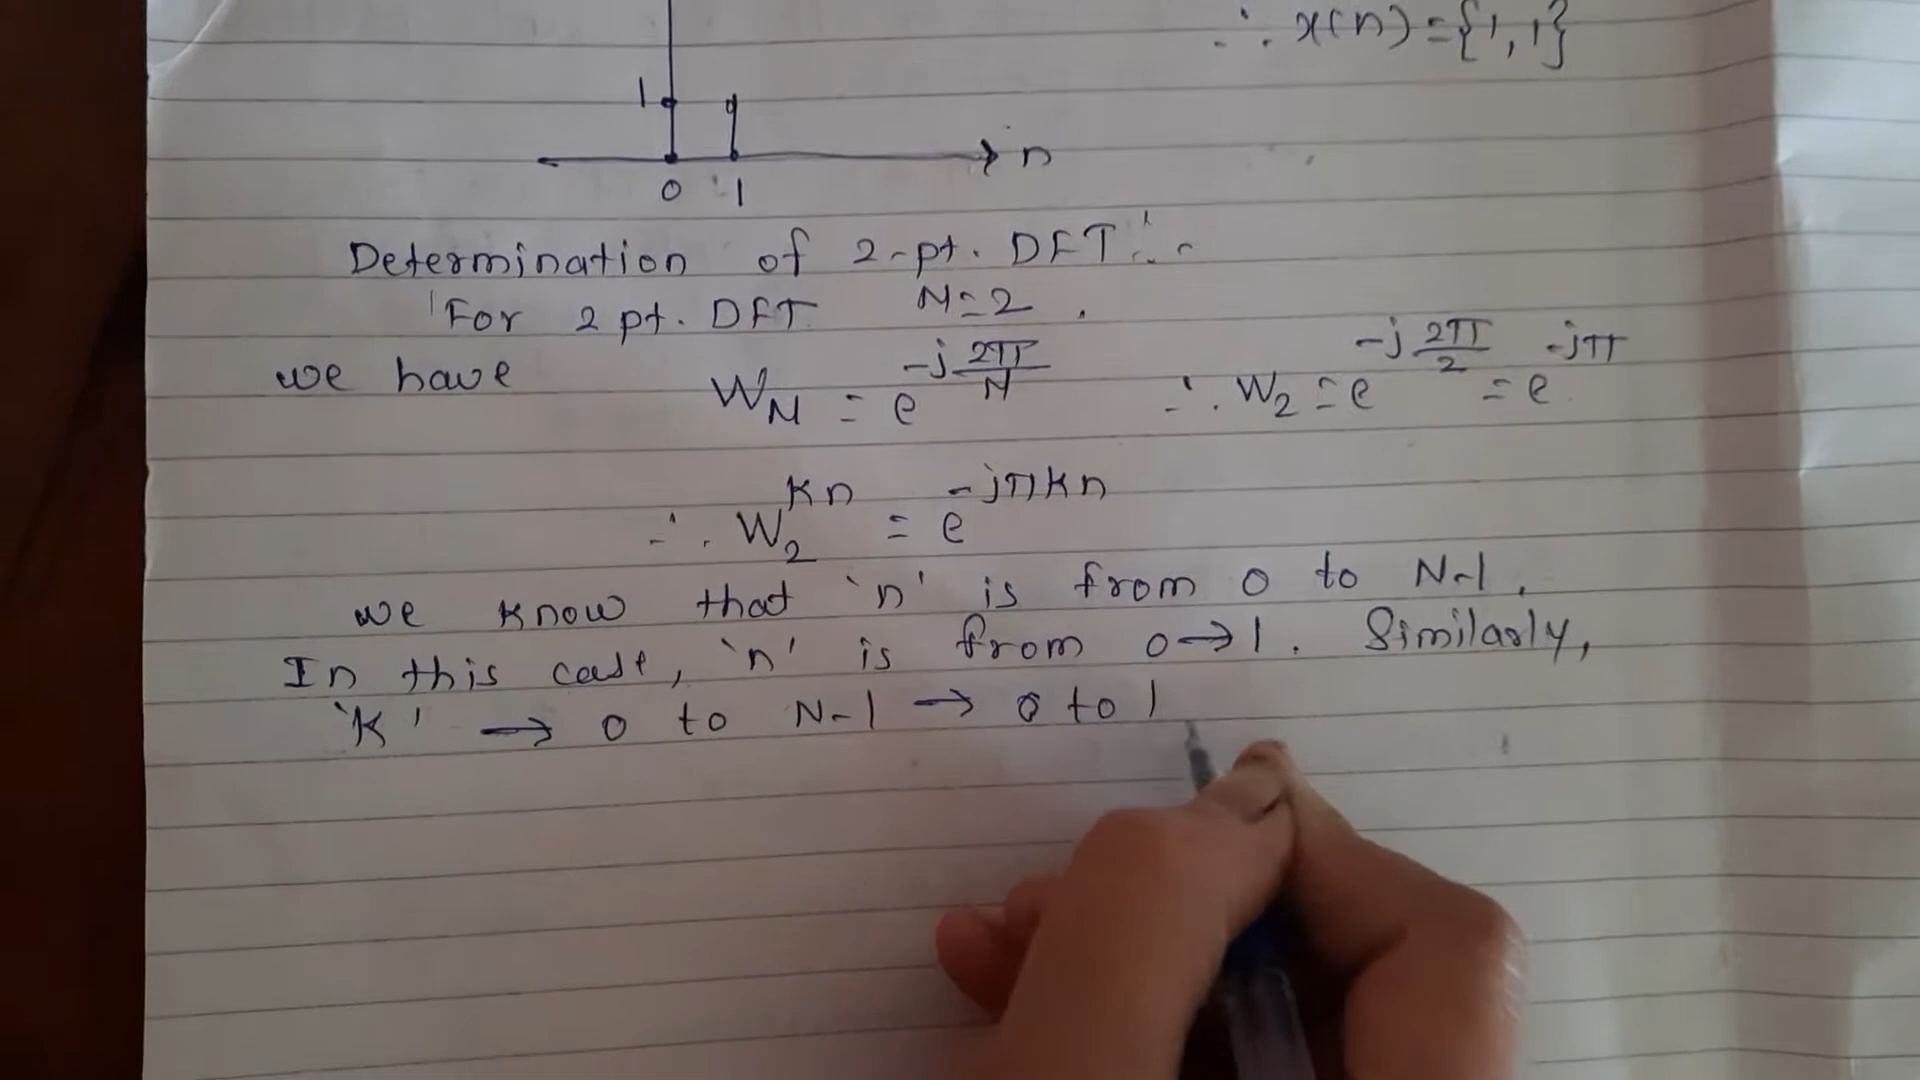 ∴ x(n) = {1, 1}
1
n
0 1
Determination of 2-pt. DFT :-
For 2 pt. DFT N=2.
we have W_N = e^{-j 2π/N} ∴ W_2 = e^{-j 2π/2} = e^{-jπ}
∴ W_2^{kn} = e^{-jπkn}
we know that 'n' is from 0 to N-1.
In this case, 'n' is from 0→1. Similarly,
'K' → 0 to N-1 → 0 to 1